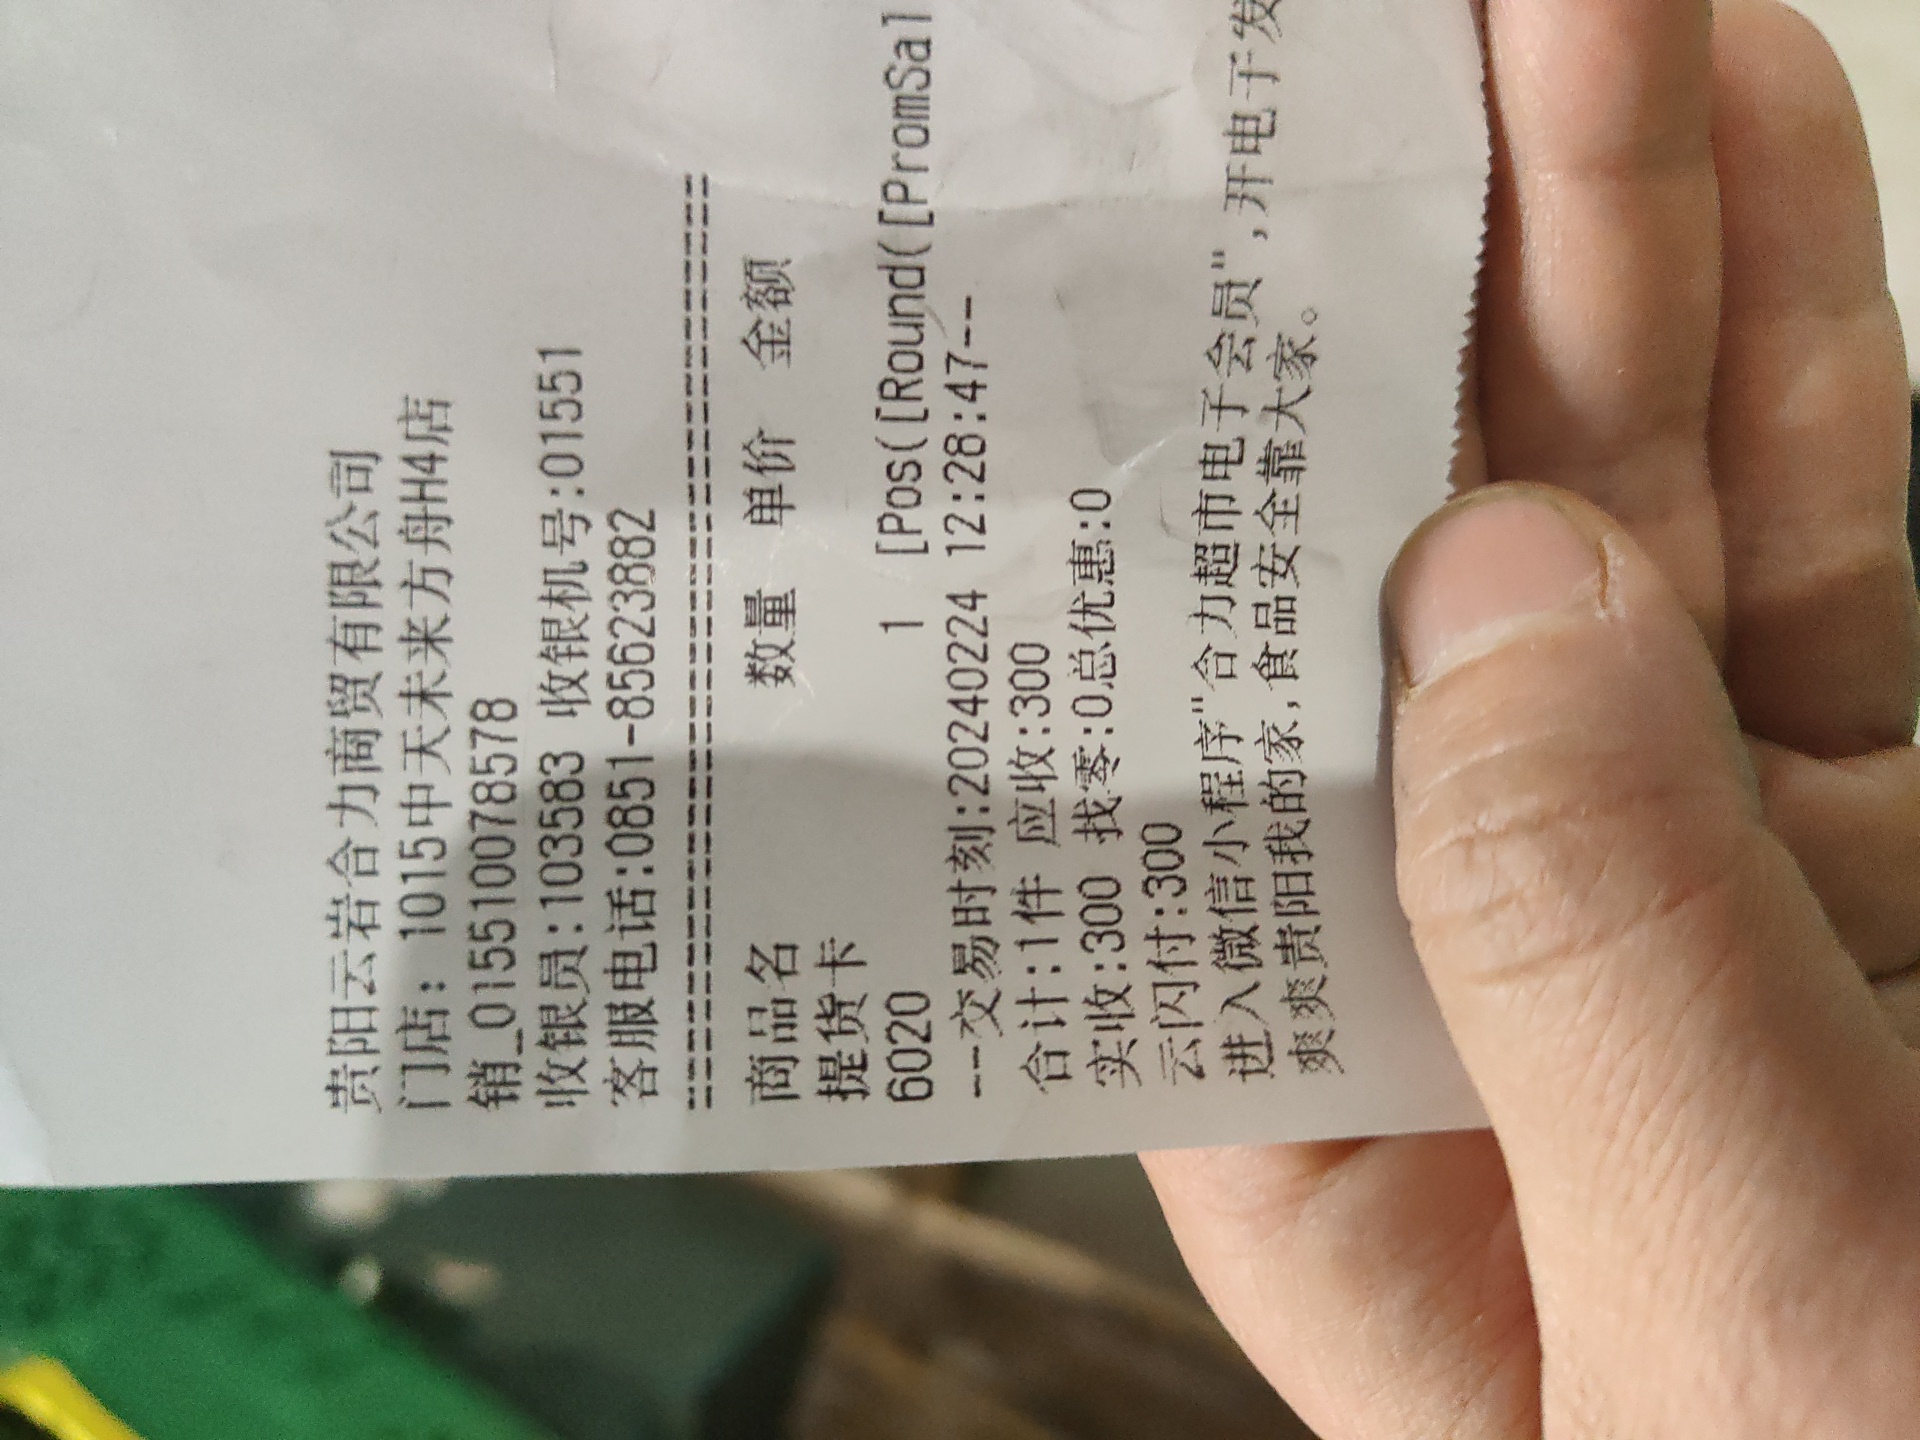 贵阳云岩合力商贸有限公司
门店: 1015中天未来方舟H4店
销_0155100785​78
收银员:103583 收银机号:01551
客服电话:0851-85623882
================================
商品名 数量 单价 金额
提货卡
6020 1 [Pos([Round([PromSal
--交易时刻:20240224 12:28:47--
合计:1件 应收:300
实收:300 找零:0总优惠:0
云闪付:300
进入微信小程序"合力超市电子会员",开电子发
爽爽贵阳我的家,食品安全靠大家。